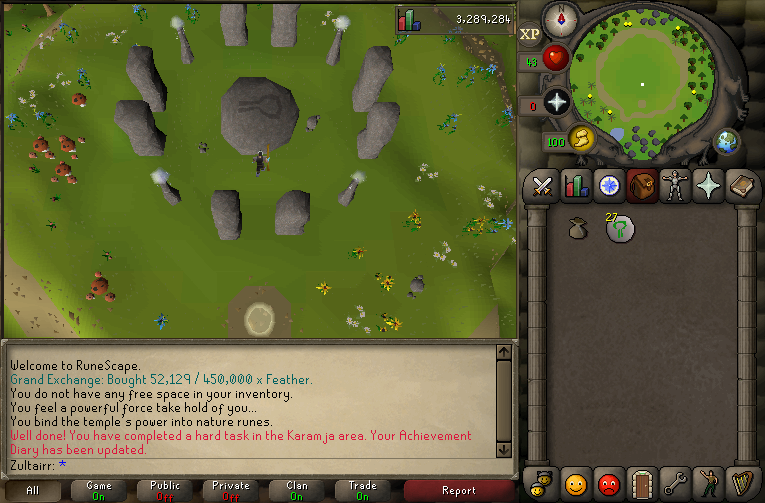 3,289,284
XP
N
43
0
100
27
Welcome to RuneScape.
Grand Exchange: Bought 52,129 / 450,000 x Feather.
You do not have any free space in your inventory.
You feel a powerful force take hold of you...
You bind the temple's power into nature runes.
Well done! You have completed a hard task in the Karamja area. Your Achievement
Diary has been updated.
Zultairr: *
All
Game
On
Public
Off
Private
Off
Clan
On
Trade
On
Report